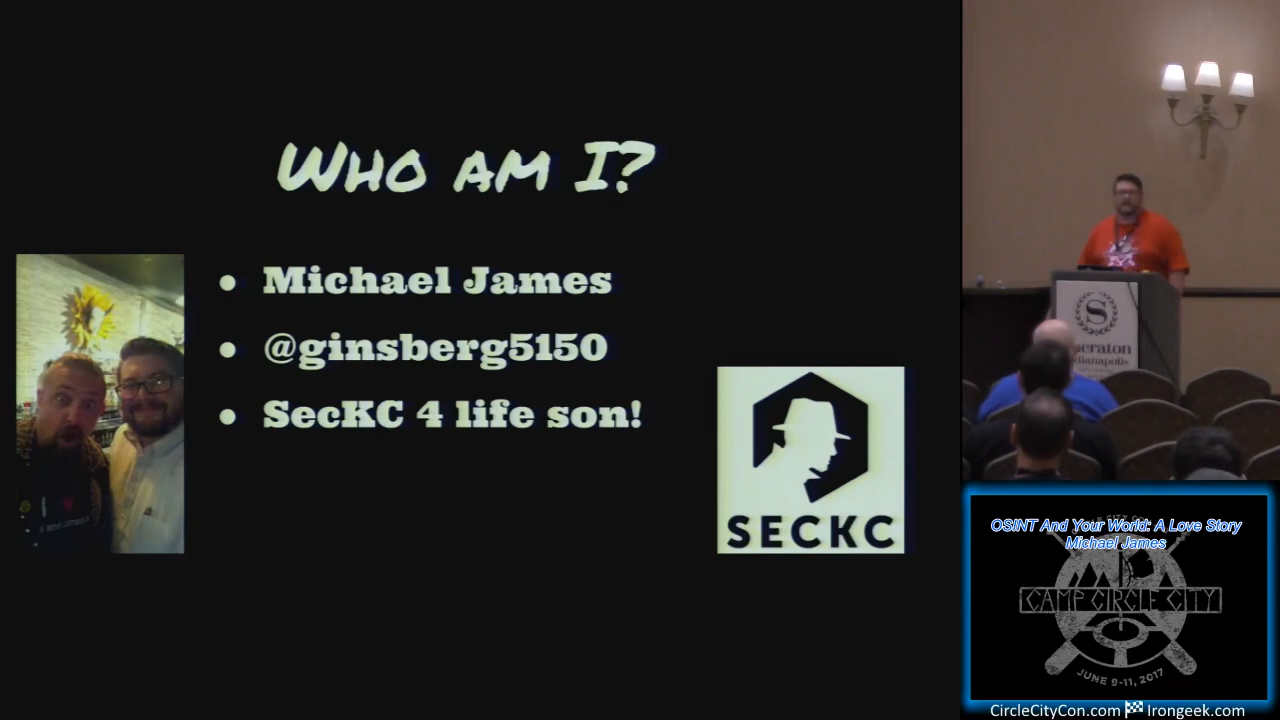 Who am I?
Michael James
@ginsberg5150
SecKC 4 life son!
SECKC
S
OSINT And Your World: A Love Story
Michael James
CAMP CIRCLE CITY
JUNE 9-11, 2017
CircleCityCon.com Irongeek.com